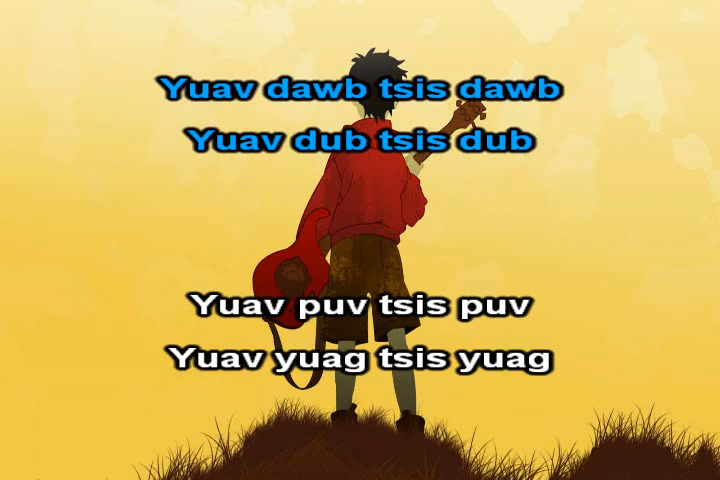 Yuav dawb tsis dawb
Yuav dub tsis dub
Yuav puv tsis puv
Yuav yuag tsis yuag